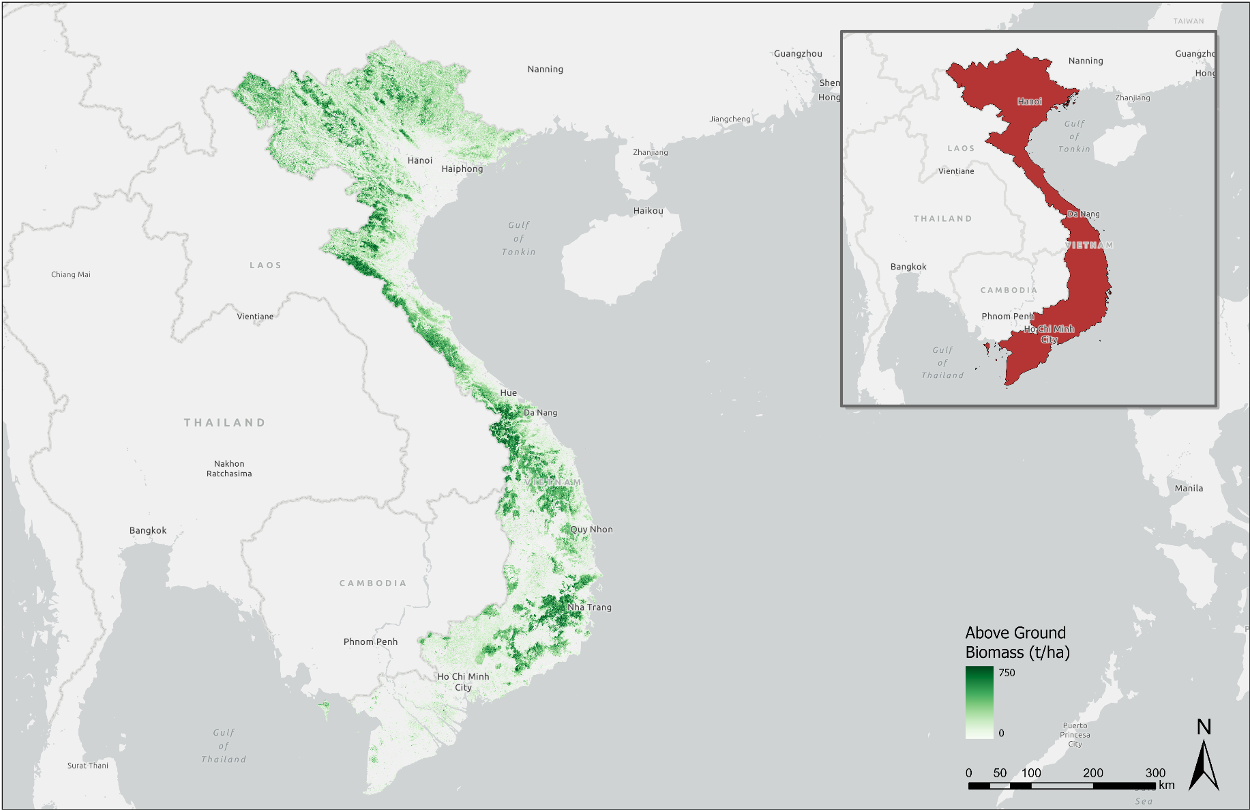 TAIWAN
Guangzhou
Nanning
Shen
Hong
Jiangcheng
Hanoi
Haiphong
Zhanjiang
Haikou
Gulf
of
Tonkin
LAOS
Chiang Mai
Vientiane
Hue
Da Nang
THAILAND
Nakhon
Ratchasima
VIETNAM
Bangkok
Quy Nhon
CAMBODIA
Nha Trang
Phnom Penh
Ho Chi Minh
City
Gulf
of
Thailand
Surat Thani
Manila
Puerto
Princesa
City
Sea
Guangzho
Nanning
Hong
Zhanjiang
Hanoi
Gulf
of
Tonkin
LAOS
Vientiane
THAILAND
Da Nang
VIETNAM
Bangkok
CAMBODIA
Phnom Penh
Ho Chi Minh
City
Gulf
of
Thailand
Above Ground
Biomass (t/ha)
750
0
N
0 50 100 200 300
km